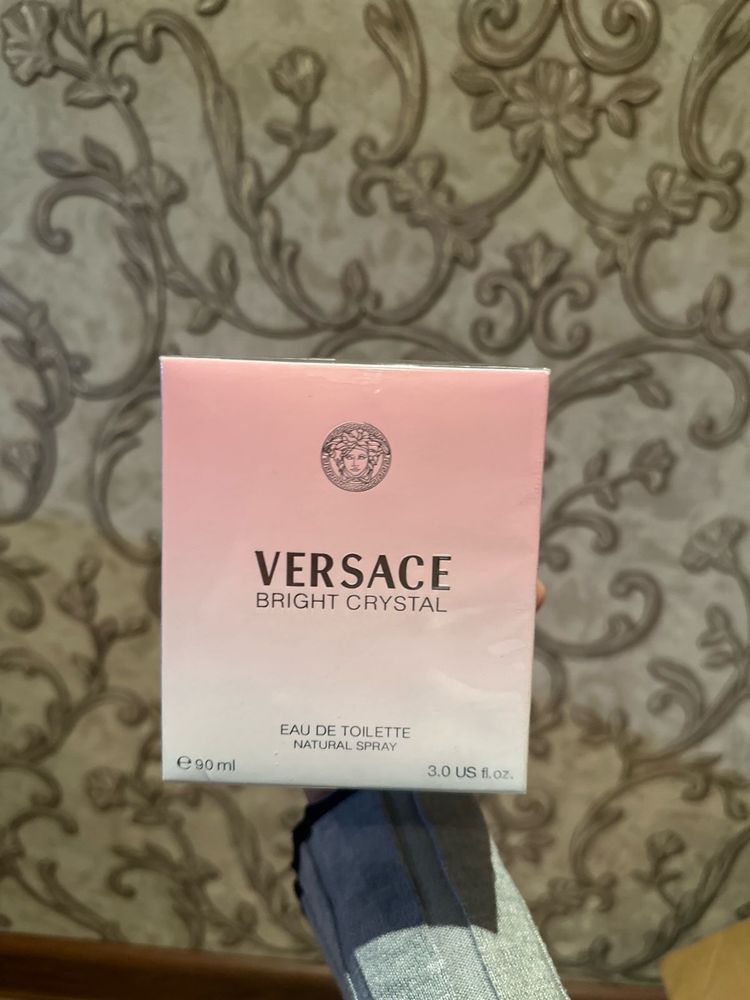 VERSACE
BRIGHT CRYSTAL
EAU DE TOILETTE
NATURAL SPRAY
℮ 90 ml 3.0 US fl.oz.